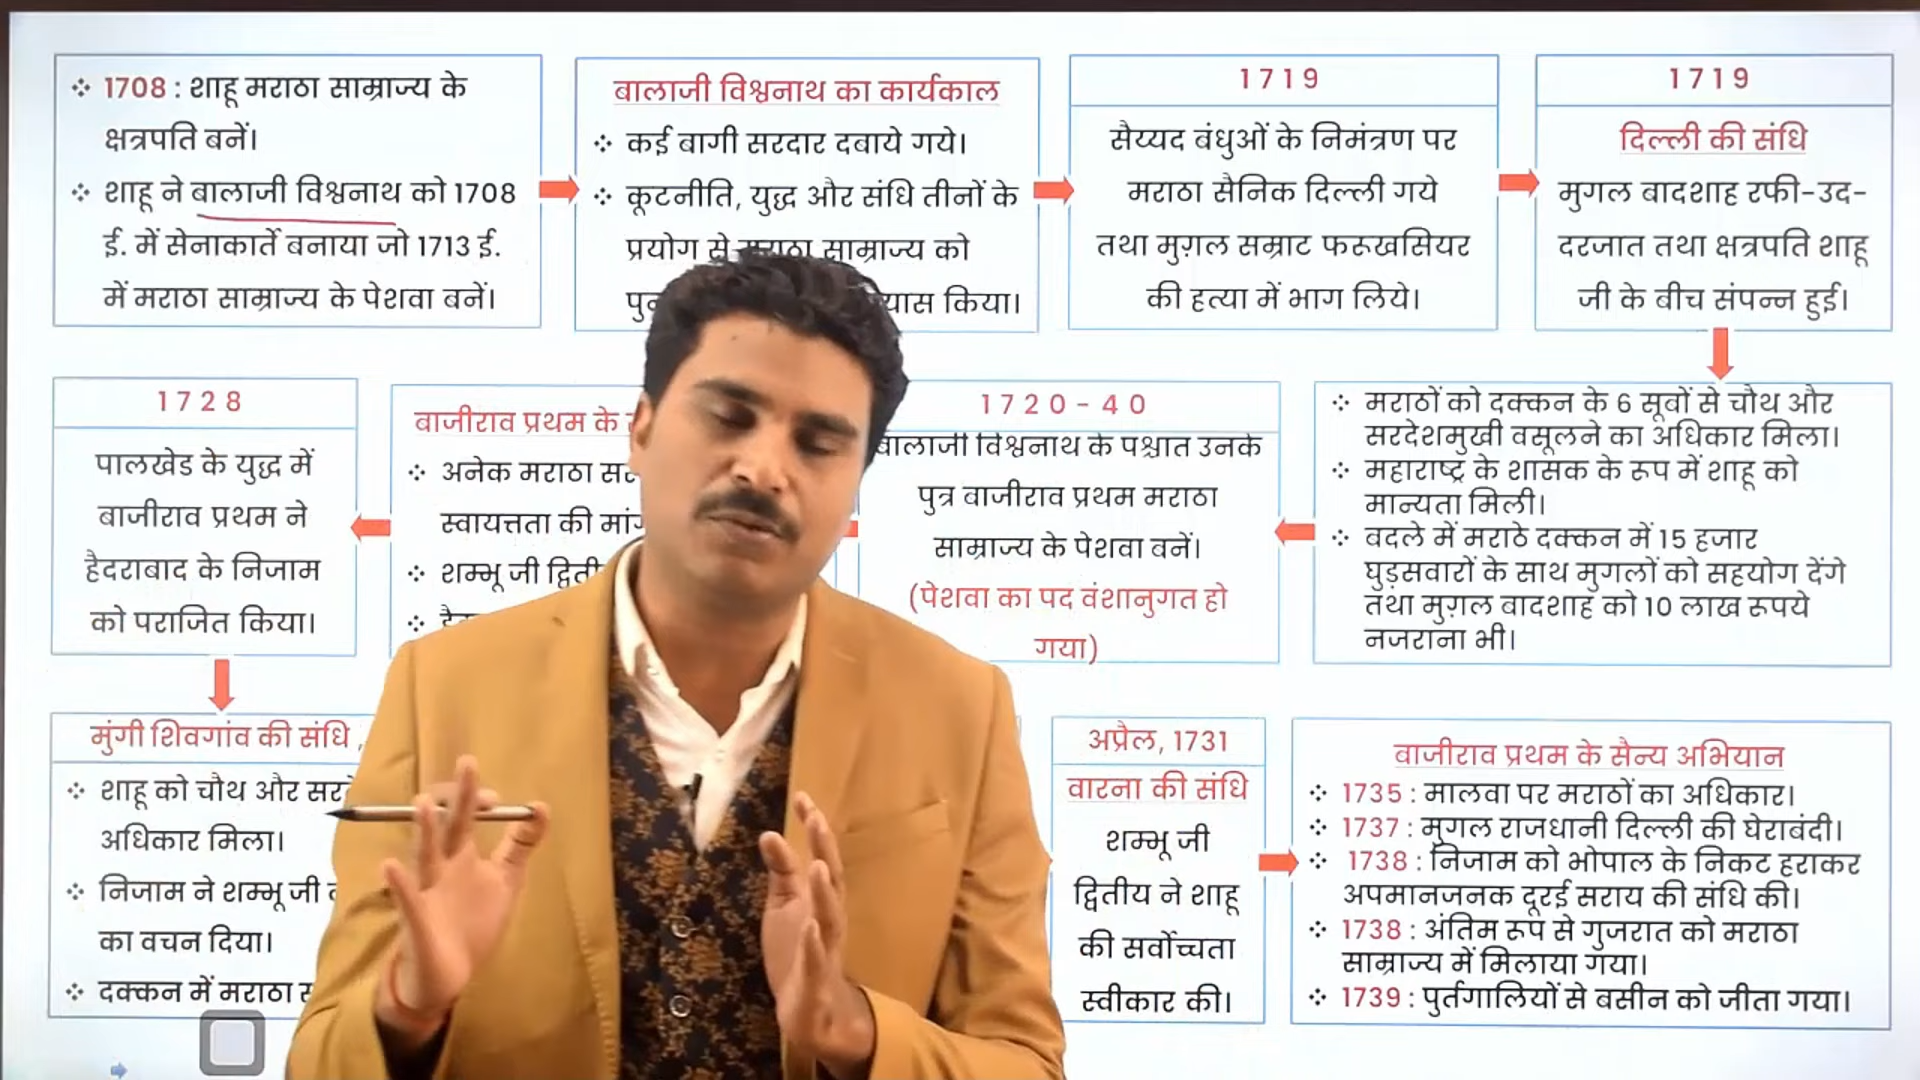 1708 : शाहू मराठा साम्राज्य के
क्षत्रपति बनें।
शाहू ने बालाजी विश्वनाथ को 1708
ई. में सेनाकार्ते बनाया जो 1713 ई.
में मराठा साम्राज्य के पेशवा बनें।
बालाजी विश्वनाथ का कार्यकाल
कई बागी सरदार दबाये गये।
कूटनीति, युद्ध और संधि तीनों के
प्रयोग से मराठा साम्राज्य को
किया।
1719
सैय्यद बंधुओं के निमंत्रण पर
मराठा सैनिक दिल्ली गये
तथा मुग़ल सम्राट फरूखसियर
की हत्या में भाग लिये।
1719
दिल्ली की संधि
मुगल बादशाह रफी-उद-
दरजात तथा क्षत्रपति शाहू
जी के बीच संपन्न हुई।
मराठों को दक्कन के 6 सूबों से चौथ और
सरदेशमुखी वसूलने का अधिकार मिला।
महाराष्ट्र के शासक के रूप में शाहू को
मान्यता मिली।
बदले में मराठे दक्कन में 15 हजार
घुड़सवारों के साथ मुगलों को सहयोग देंगे
तथा मुग़ल बादशाह को 10 लाख रूपये
नजराना भी।
1720-40
बालाजी विश्वनाथ के पश्चात उनके
पुत्र बाजीराव प्रथम मराठा
साम्राज्य के पेशवा बनें।
(पेशवा का पद वंशानुगत हो
गया)
बाजीराव प्रथम के
अनेक मराठा
स्वायत्तता की
शम्भू जी
1728
पालखेड के युद्ध में
बाजीराव प्रथम ने
हैदराबाद के निजाम
को पराजित किया।
मुंगी शिवगांव की संधि
शाहू को चौथ और
अधिकार मिला।
निजाम ने शम्भू जी
का वचन दिया।
दक्कन में मराठा
अप्रैल, 1731
वारना की संधि
शम्भू जी
द्वितीय ने शाहू
की सर्वोच्चता
स्वीकार की।
बाजीराव प्रथम के सैन्य अभियान
1735 : मालवा पर मराठों का अधिकार।
1737 : मुगल राजधानी दिल्ली की घेराबंदी।
1738 : निजाम को भोपाल के निकट हराकर
अपमानजनक दूरई सराय की संधि की।
1738 : अंतिम रूप से गुजरात को मराठा
साम्राज्य में मिलाया गया।
1739 : पुर्तगालियों से बसीन को जीता गया।